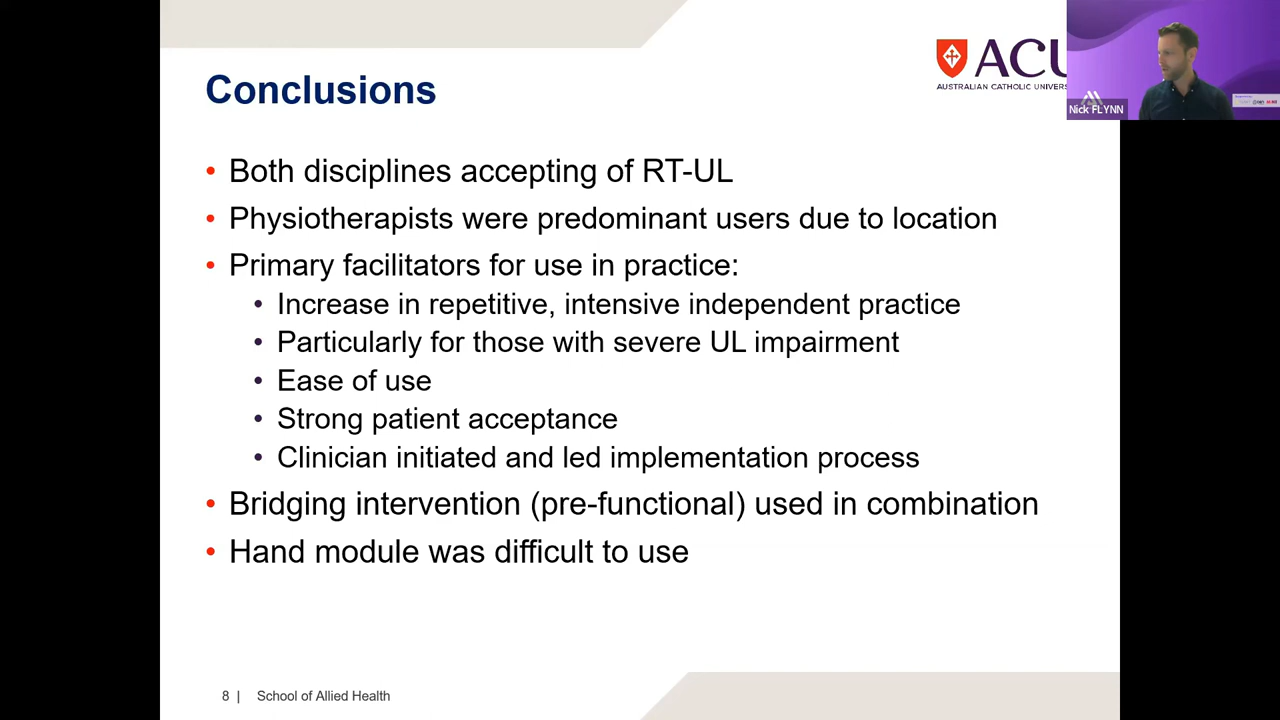 Conclusions
ACU
AUSTRALIAN CATHOLIC UNIVERS
Nick FLYNN
• Both disciplines accepting of RT-UL
• Physiotherapists were predominant users due to location
• Primary facilitators for use in practice:
• Increase in repetitive, intensive independent practice
• Particularly for those with severe UL impairment
• Ease of use
• Strong patient acceptance
• Clinician initiated and led implementation process
• Bridging intervention (pre-functional) used in combination
• Hand module was difficult to use
8 | School of Allied Health